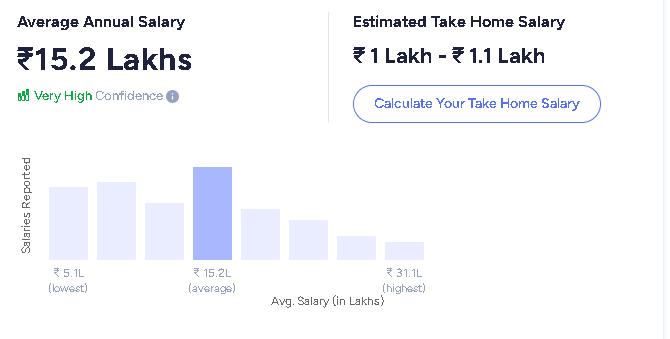 Average Annual Salary
₹15.2 Lakhs
Very High Confidence
Estimated Take Home Salary
₹ 1 Lakh - ₹ 1.1 Lakh
Calculate Your Take Home Salary
Salaries Reported
₹ 5.1L
(lowest)
₹ 15.2L
(average)
₹ 31.1L
(highest)
Avg. Salary (in Lakhs)